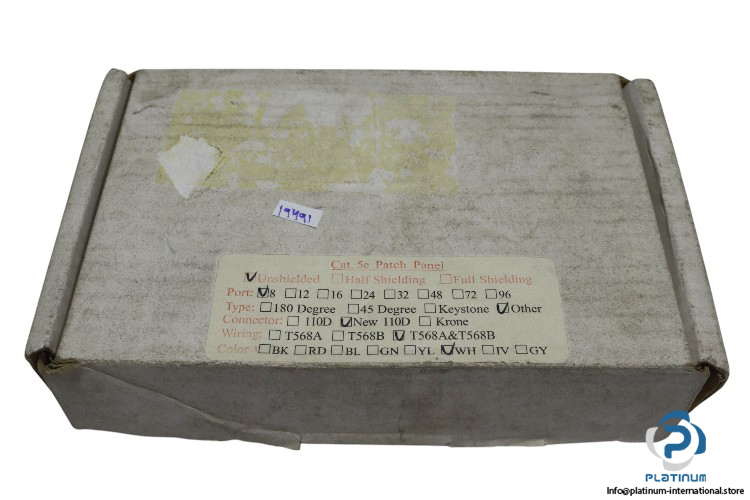 19491
Cat. 5e Patch Panel
☑Unshielded ☐Half Shielding ☐Full Shielding
Port: ☑8 ☐12 ☐16 ☐24 ☐32 ☐48 ☐72 ☐96
Type: ☐180 Degree ☐45 Degree ☐Keystone ☑Other
Connector: ☐110D ☑New 110D ☐Krone
Wiring: ☐T568A ☐T568B ☑T568A&T568B
Color: ☐BK ☐RD ☐BL ☐GN ☐YL ☑WH ☐IV ☐GY
PLATINUM
Info@platinum-international.store